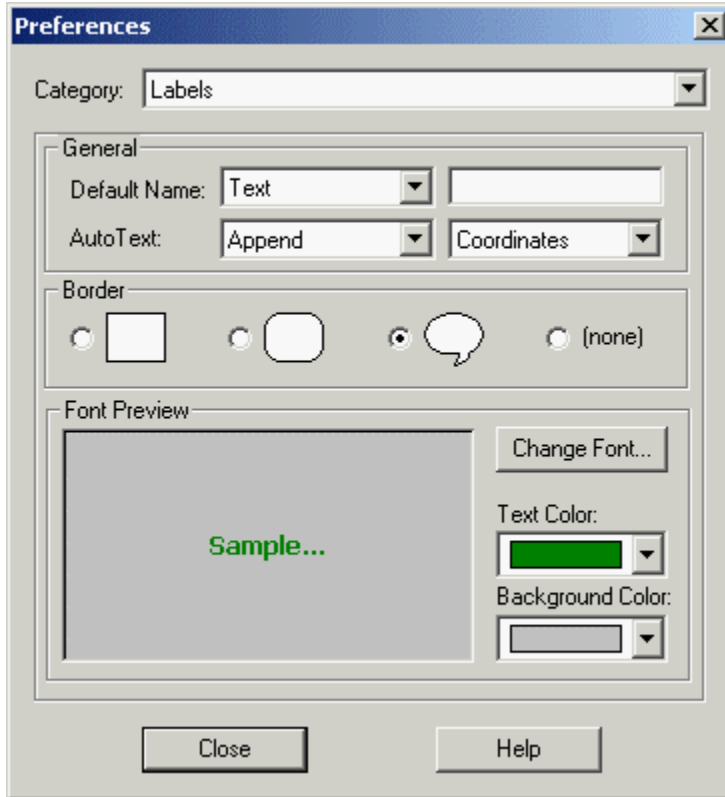 Preferences
Category: Labels
General
Default Name: Text
AutoText: Append Coordinates
Border
(none)
Font Preview
Change Font...
Sample...
Text Color:
Background Color:
Close Help